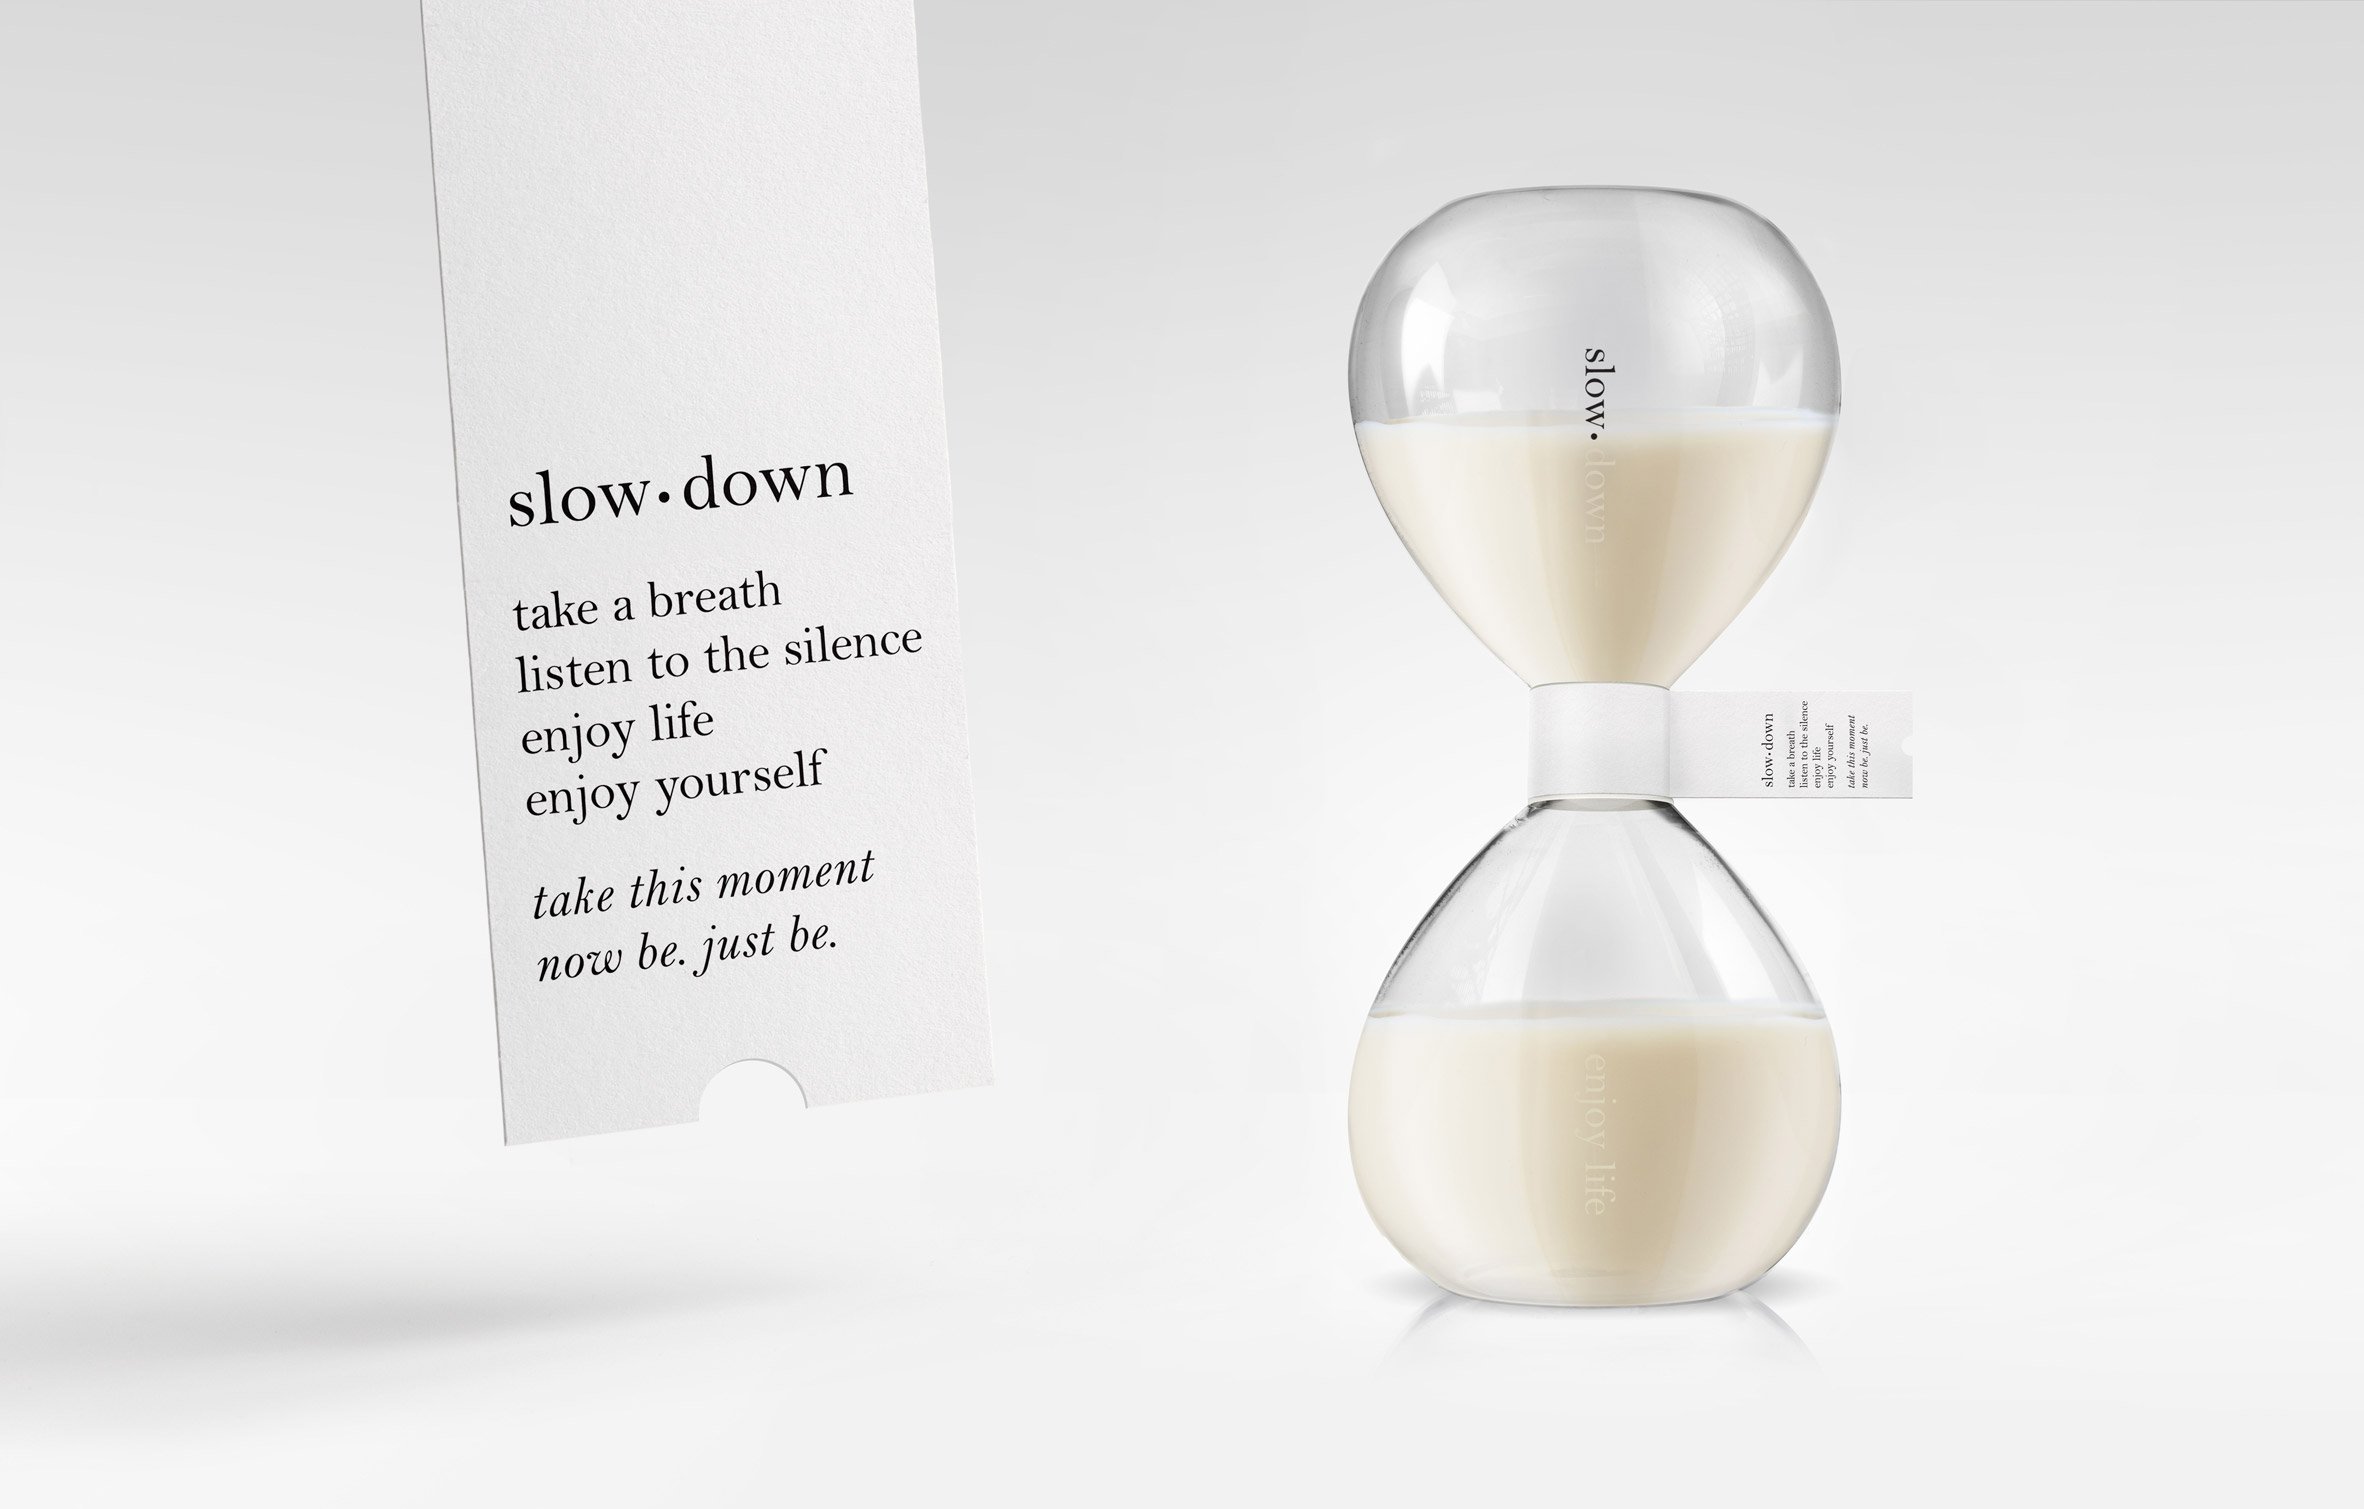 slow·down
take a breath
listen to the silence
enjoy life
enjoy yourself
take this moment
now be. just be.
slow·down
enjoy life
slow·down
take a breath
listen to the silence
enjoy life
enjoy yourself
take this moment
now be. just be.